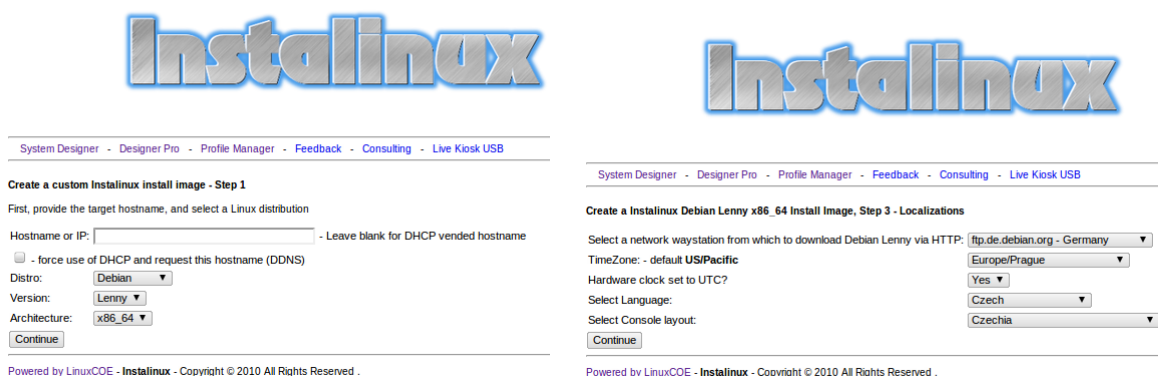 Instalinux
System Designer - Designer Pro - Profile Manager - Feedback - Consulting - Live Kiosk USB
Create a custom Instalinux install image - Step 1
First, provide the target hostname, and select a Linux distribution
Hostname or IP: - Leave blank for DHCP vended hostname
- force use of DHCP and request this hostname (DDNS)
Distro: Debian
Version: Lenny
Architecture: x86_64
Continue
Powered by LinuxCOE - Instalinux - Copyright © 2010 All Rights Reserved .
Instalinux
System Designer - Designer Pro - Profile Manager - Feedback - Consulting - Live Kiosk USB
Create a Instalinux Debian Lenny x86_64 Install Image, Step 3 - Localizations
Select a network waystation from which to download Debian Lenny via HTTP: ftp.de.debian.org - Germany
TimeZone: - default US/Pacific Europe/Prague
Hardware clock set to UTC? Yes
Select Language: Czech
Select Console layout: Czechia
Continue
Powered by LinuxCOE - Instalinux - Copyright © 2010 All Rights Reserved .